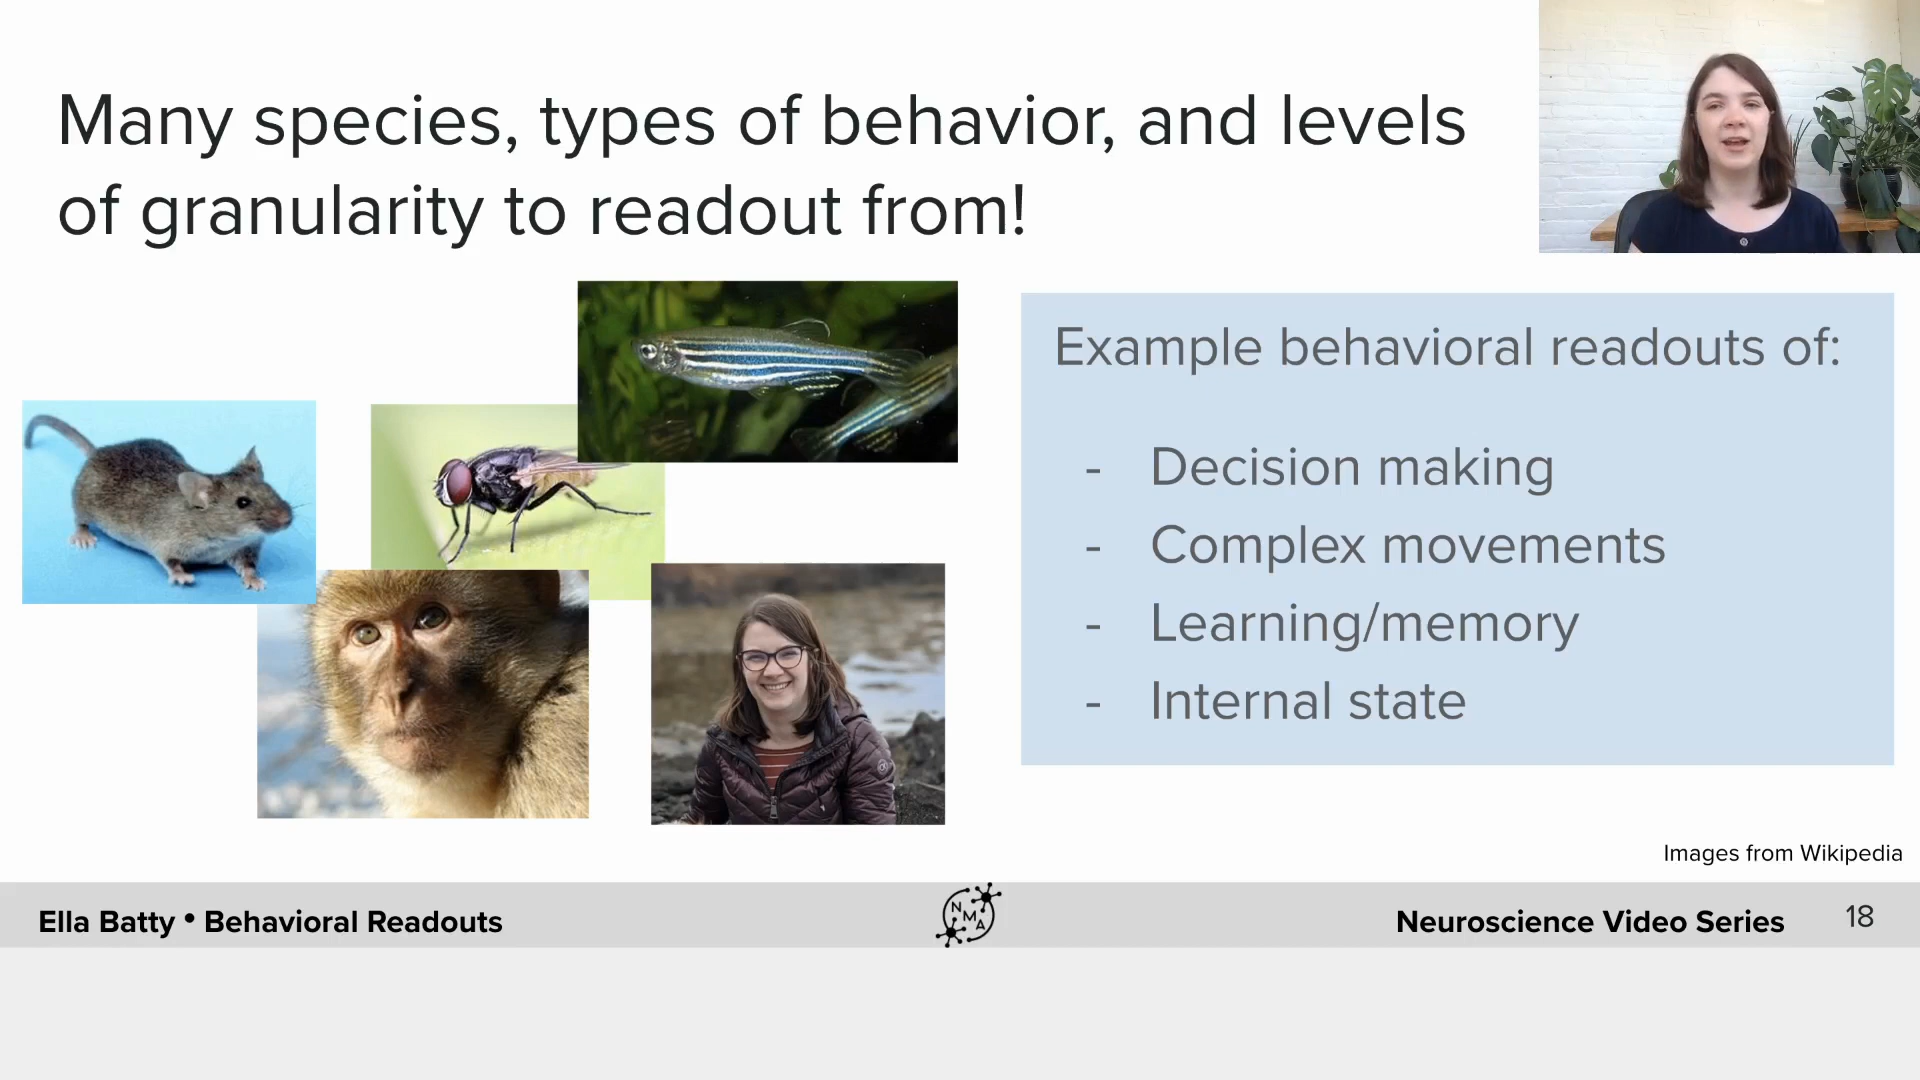 Many species, types of behavior, and levels
of granularity to readout from!
Example behavioral readouts of:
- Decision making
- Complex movements
- Learning/memory
- Internal state
Images from Wikipedia
Ella Batty • Behavioral Readouts
NMA
Neuroscience Video Series
18